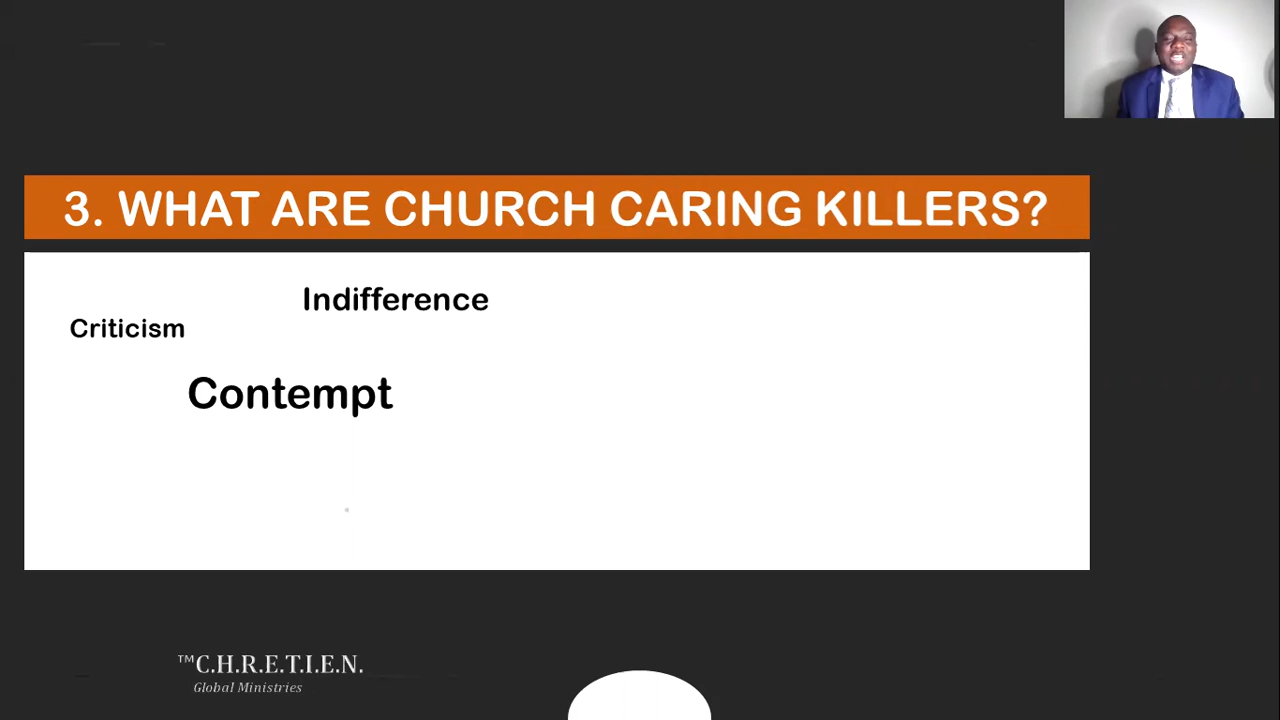 3. WHAT ARE CHURCH CARING KILLERS?
Indifference
Criticism
Contempt
™C.H.R.E.T.I.E.N.
Global Ministries